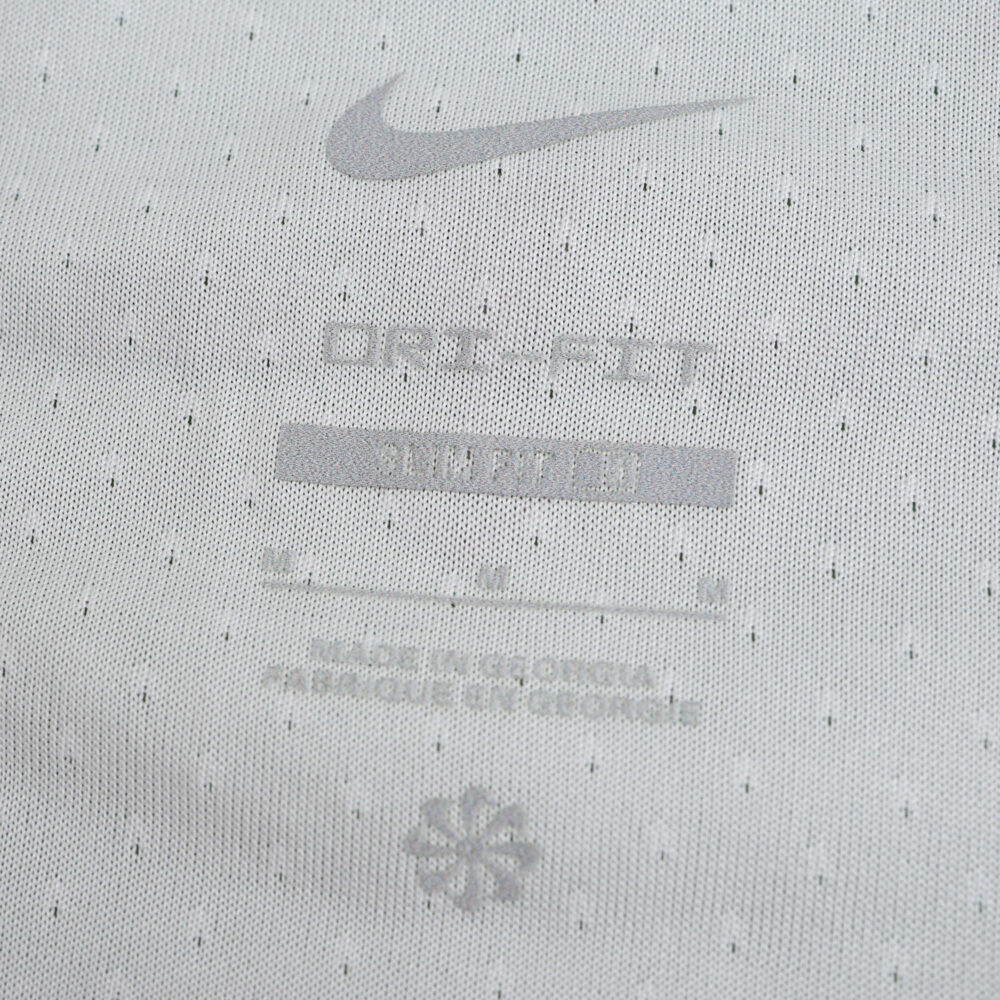 DRI-FIT
SLIM FIT
M M M
MADE IN GEORGIA
FABRIQUE EN GEORGIE